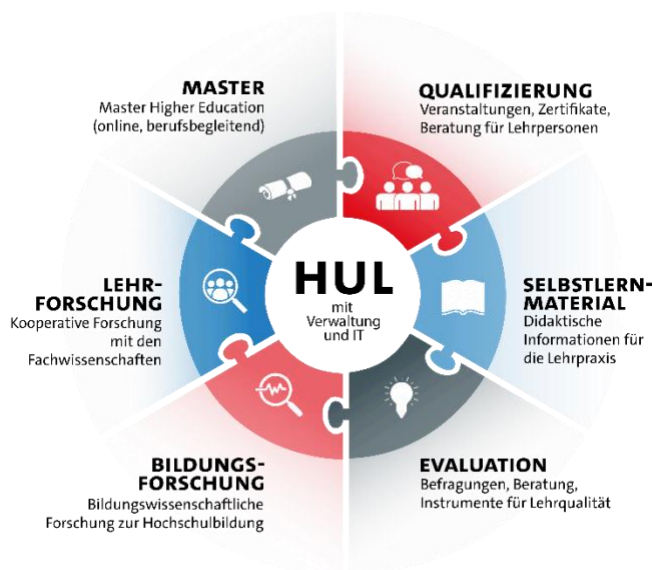 MASTER
Master Higher Education
(online, berufsbegleitend)
QUALIFIZIERUNG
Veranstaltungen, Zertifikate,
Beratung für Lehrpersonen
LEHR-
FORSCHUNG
Kooperative Forschung
mit den
Fachwissenschaften
HUL
mit
Verwaltung
und IT
SELBSTLERN-
MATERIAL
Didaktische
Informationen für
die Lehrpraxis
BILDUNGS-
FORSCHUNG
Bildungswissenschaftliche
Forschung zur Hochschulbildung
EVALUATION
Befragungen, Beratung,
Instrumente für Lehrqualität